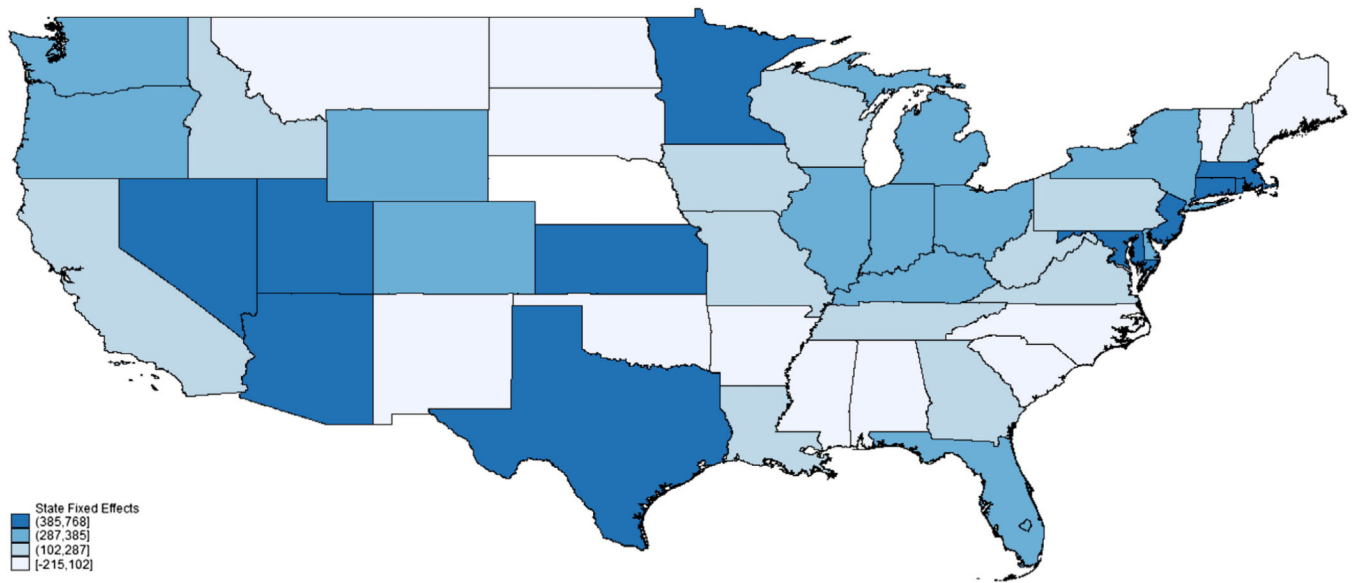 State Fixed Effects
(385,768]
(287,385]
(102,287]
[-215,102]